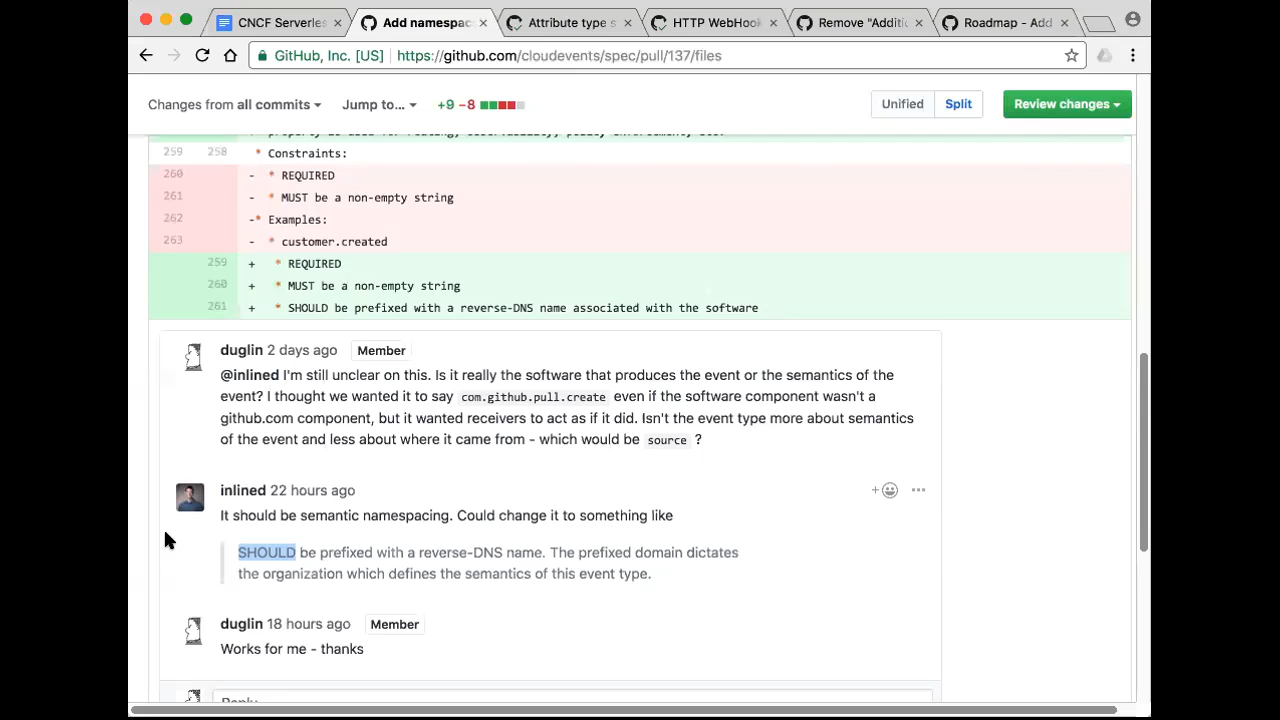 CNCF Serverles
Add namespac
Attribute type s
HTTP WebHook
Remove "Additi
Roadmap - Add
GitHub, Inc. [US]
https://github.com/cloudevents/spec/pull/137/files
Changes from all commits
Jump to...
+9 −8
Unified
Split
Review changes
259 258 * Constraints:
260 - * REQUIRED
261 - * MUST be a non-empty string
262 -* Examples:
263 - * customer.created
259 + * REQUIRED
260 + * MUST be a non-empty string
261 + * SHOULD be prefixed with a reverse-DNS name associated with the software
duglin 2 days ago Member
@inlined I'm still unclear on this. Is it really the software that produces the event or the semantics of the
event? I thought we wanted it to say com.github.pull.create even if the software component wasn't a
github.com component, but it wanted receivers to act as if it did. Isn't the event type more about semantics
of the event and less about where it came from - which would be source ?
inlined 22 hours ago
It should be semantic namespacing. Could change it to something like
SHOULD be prefixed with a reverse-DNS name. The prefixed domain dictates
the organization which defines the semantics of this event type.
duglin 18 hours ago Member
Works for me - thanks